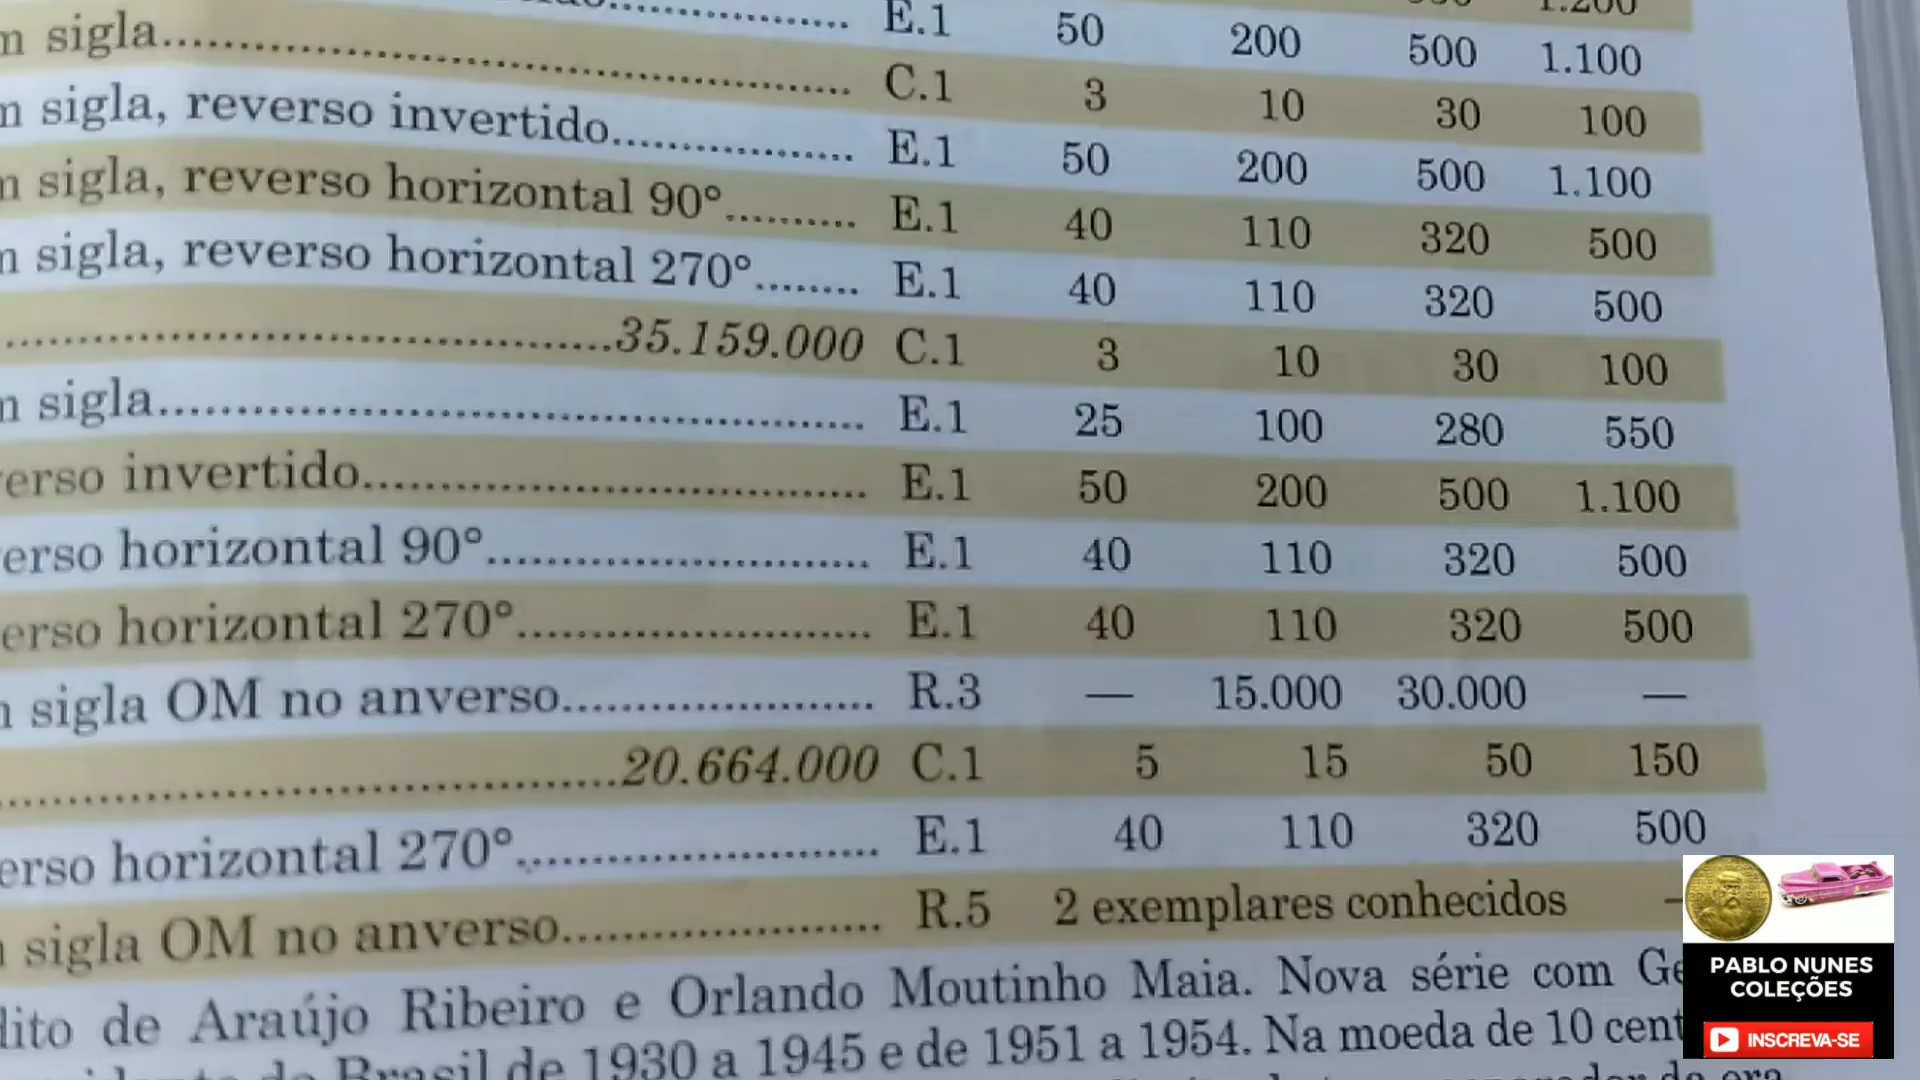 E.1 50 200 500 1.100
sigla C.1 3 10 30 100
sigla, reverso invertido E.1 50 200 500 1.100
sigla, reverso horizontal 90° E.1 40 110 320 500
sigla, reverso horizontal 270° E.1 40 110 320 500
35.159.000 C.1 3 10 30 100
sigla E.1 25 100 280 550
erso invertido E.1 50 200 500 1.100
erso horizontal 90° E.1 40 110 320 500
erso horizontal 270° E.1 40 110 320 500
sigla OM no anverso R.3 — 15.000 30.000 —
20.664.000 C.1 5 15 50 150
erso horizontal 270° E.1 40 110 320 500
sigla OM no anverso R.5 2 exemplares conhecidos
dito de Araújo Ribeiro e Orlando Moutinho Maia. Nova série com
Brasil de 1930 a 1945 e de 1951 a 1954. Na moeda de 10 cent
PABLO NUNES
COLEÇÕES
INSCREVA-SE